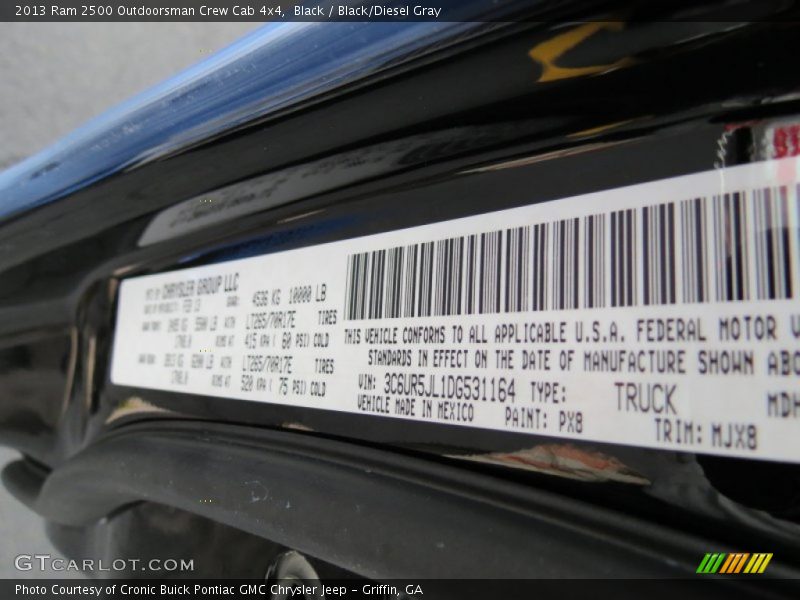 2013 Ram 2500 Outdoorsman Crew Cab 4x4, Black / Black/Diesel Gray
MFD BY CHRYSLER GROUP LLC
4536 KG 10000 LB
LT265/70R17E TIRES
415 KPA ( 60 PSI) COLD
LT265/70R17E TIRES
520 KPA ( 75 PSI) COLD
THIS VEHICLE CONFORMS TO ALL APPLICABLE U.S.A. FEDERAL MOTOR
STANDARDS IN EFFECT ON THE DATE OF MANUFACTURE SHOWN ABO
VIN: 3C6UR5JL1DG531164 TYPE: TRUCK
MDH
VEHICLE MADE IN MEXICO PAINT: PX8 TRIM: MJX8
GTCARLOT.COM
Photo Courtesy of Cronic Buick Pontiac GMC Chrysler Jeep - Griffin, GA